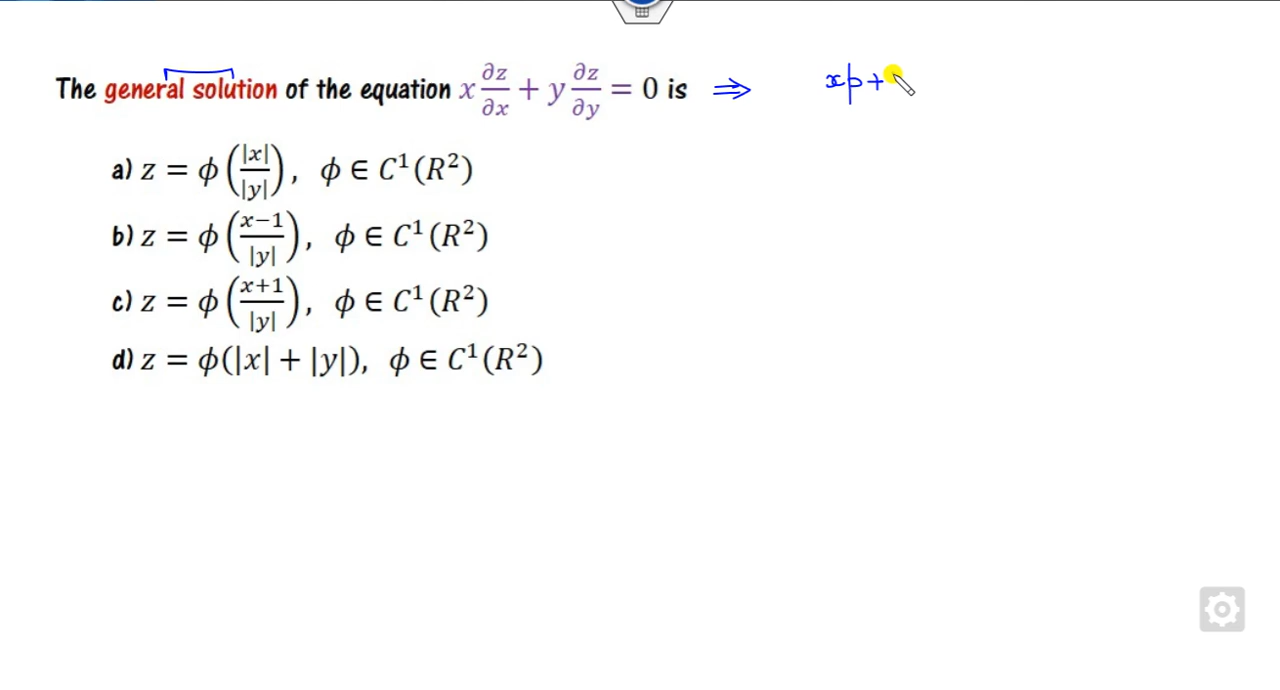 The general solution of the equation x ∂z/∂x + y ∂z/∂y = 0 is ⇒ xp+
a) z = ϕ(|x|/|y|), ϕ ∈ C¹(R²)
b) z = ϕ((x−1)/|y|), ϕ ∈ C¹(R²)
c) z = ϕ((x+1)/|y|), ϕ ∈ C¹(R²)
d) z = ϕ(|x| + |y|), ϕ ∈ C¹(R²)